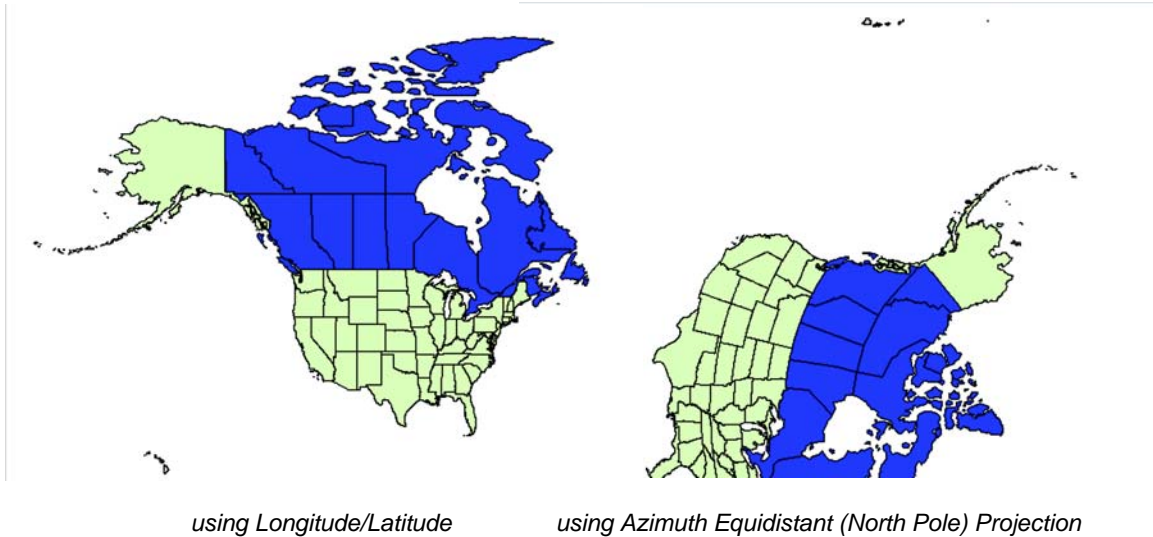 using Longitude/Latitude
using Azimuth Equidistant (North Pole) Projection